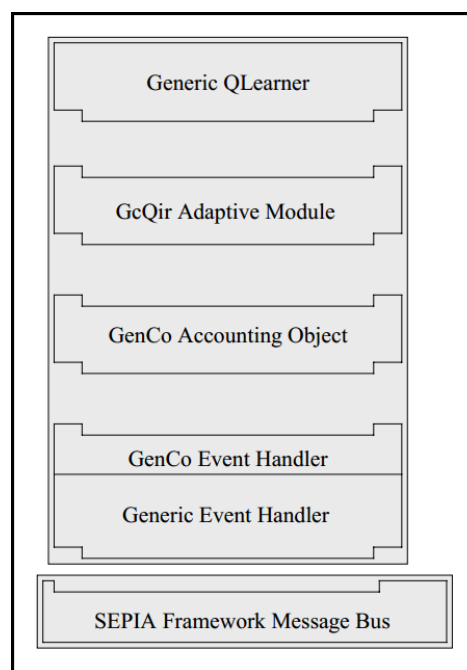 Generic QLearner
GcQir Adaptive Module
GenCo Accounting Object
GenCo Event Handler
Generic Event Handler
SEPIA Framework Message Bus